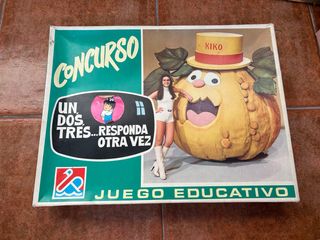 CONCURSO
KIKO
UN
DOS
TRES...RESPONDA
OTRA VEZ
JUEGO EDUCATIVO